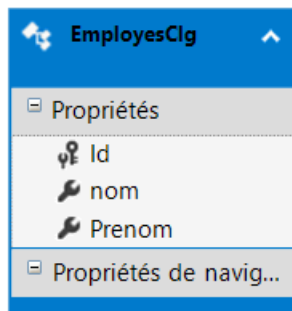 EmployesClg
Propriétés
Id
nom
Prenom
Propriétés de navig...